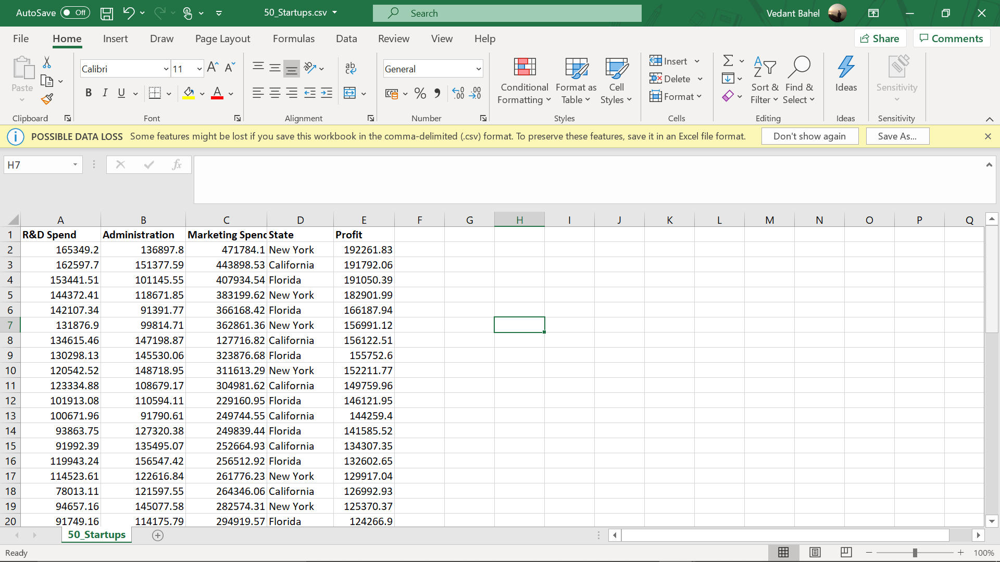 AutoSave Off 50_Startups.csv Search Vedant Bahel
File Home Insert Draw Page Layout Formulas Data Review View Help Share Comments
Paste Calibri 11 B I U A A A ab c General % 9 .00 .0
Conditional Formatting Format as Table Cell Styles Insert Delete Format Sort & Filter Find & Select Ideas Sensitivity
Clipboard Font Alignment Number Styles Cells Editing Ideas Sensitivity
POSSIBLE DATA LOSS Some features might be lost if you save this workbook in the comma-delimited (.csv) format. To preserve these features, save it in an Excel file format. Don't show again Save As...
H7 fx
A B C D E F G H I J K L M N O P Q
1 R&D Spend Administration Marketing Spend State Profit
2 165349.2 136897.8 471784.1 New York 192261.83
3 162597.7 151377.59 443898.53 California 191792.06
4 153441.51 101145.55 407934.54 Florida 191050.39
5 144372.41 118671.85 383199.62 New York 182901.99
6 142107.34 91391.77 366168.42 Florida 166187.94
7 131876.9 99814.71 362861.36 New York 156991.12
8 134615.46 147198.87 127716.82 California 156122.51
9 130298.13 145530.06 323876.68 Florida 155752.6
10 120542.52 148718.95 311613.29 New York 152211.77
11 123334.88 108679.17 304981.62 California 149759.96
12 101913.08 110594.11 229160.95 Florida 146121.95
13 100671.96 91790.61 249744.55 California 144259.4
14 93863.75 127320.38 249839.44 Florida 141585.52
15 91992.39 135495.07 252664.93 California 134307.35
16 119943.24 156547.42 256512.92 Florida 132602.65
17 114523.61 122616.84 261776.23 New York 129917.04
18 78013.11 121597.55 264346.06 California 126992.93
19 94657.16 145077.58 282574.31 New York 125370.37
20 91749.16 114175.79 294919.57 Florida 124266.9
50_Startups
Ready 100%